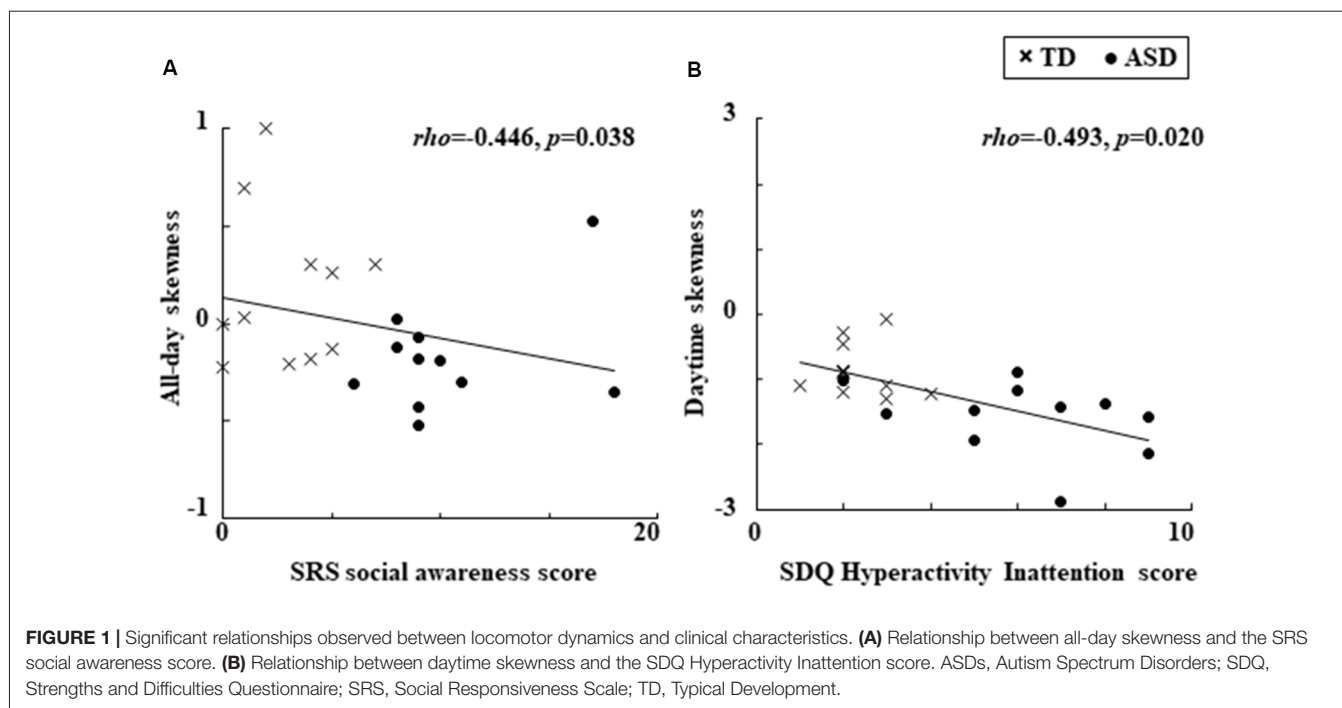 × TD ● ASD
A
1
rho=-0.446, p=0.038
All-day skewness
0
-1
0
20
SRS social awareness score
B
3
rho=-0.493, p=0.020
Daytime skewness
0
-3
0
10
SDQ Hyperactivity Inattention score
FIGURE 1 | Significant relationships observed between locomotor dynamics and clinical characteristics. (A) Relationship between all-day skewness and the SRS
social awareness score. (B) Relationship between daytime skewness and the SDQ Hyperactivity Inattention score. ASDs, Autism Spectrum Disorders; SDQ,
Strengths and Difficulties Questionnaire; SRS, Social Responsiveness Scale; TD, Typical Development.